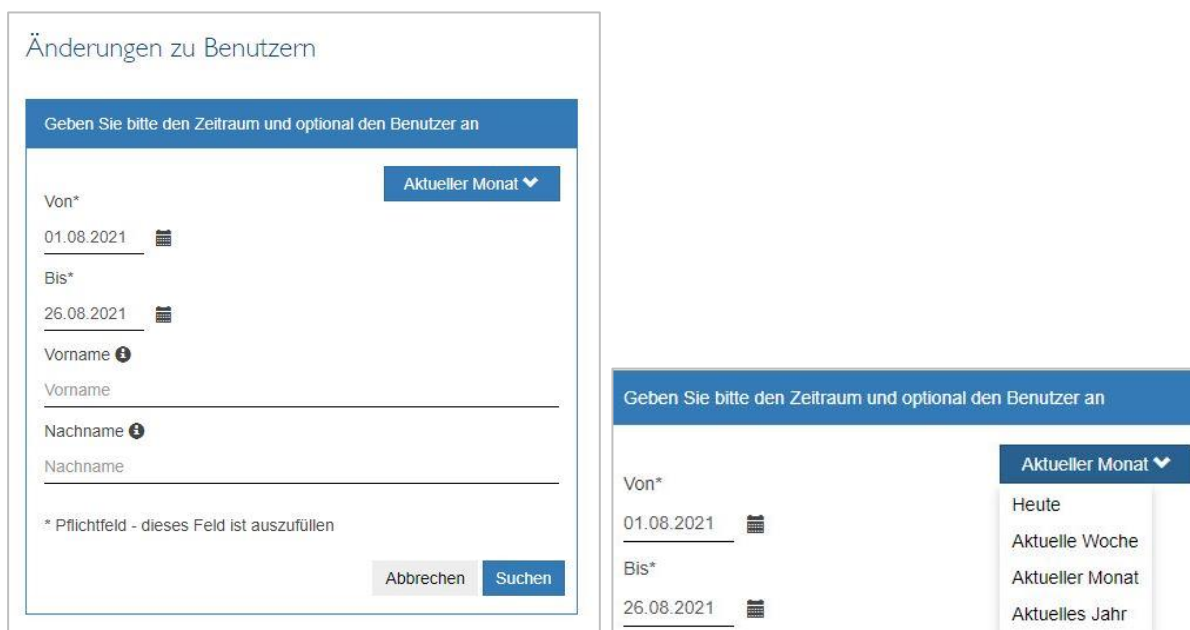 Änderungen zu Benutzern
Geben Sie bitte den Zeitraum und optional den Benutzer an
Aktueller Monat
Von*
01.08.2021
Bis*
26.08.2021
Vorname
Vorname
Nachname
Nachname
* Pflichtfeld - dieses Feld ist auszufüllen
Abbrechen Suchen
Geben Sie bitte den Zeitraum und optional den Benutzer an
Aktueller Monat
Von*
Heute
01.08.2021
Aktuelle Woche
Bis*
Aktueller Monat
26.08.2021
Aktuelles Jahr